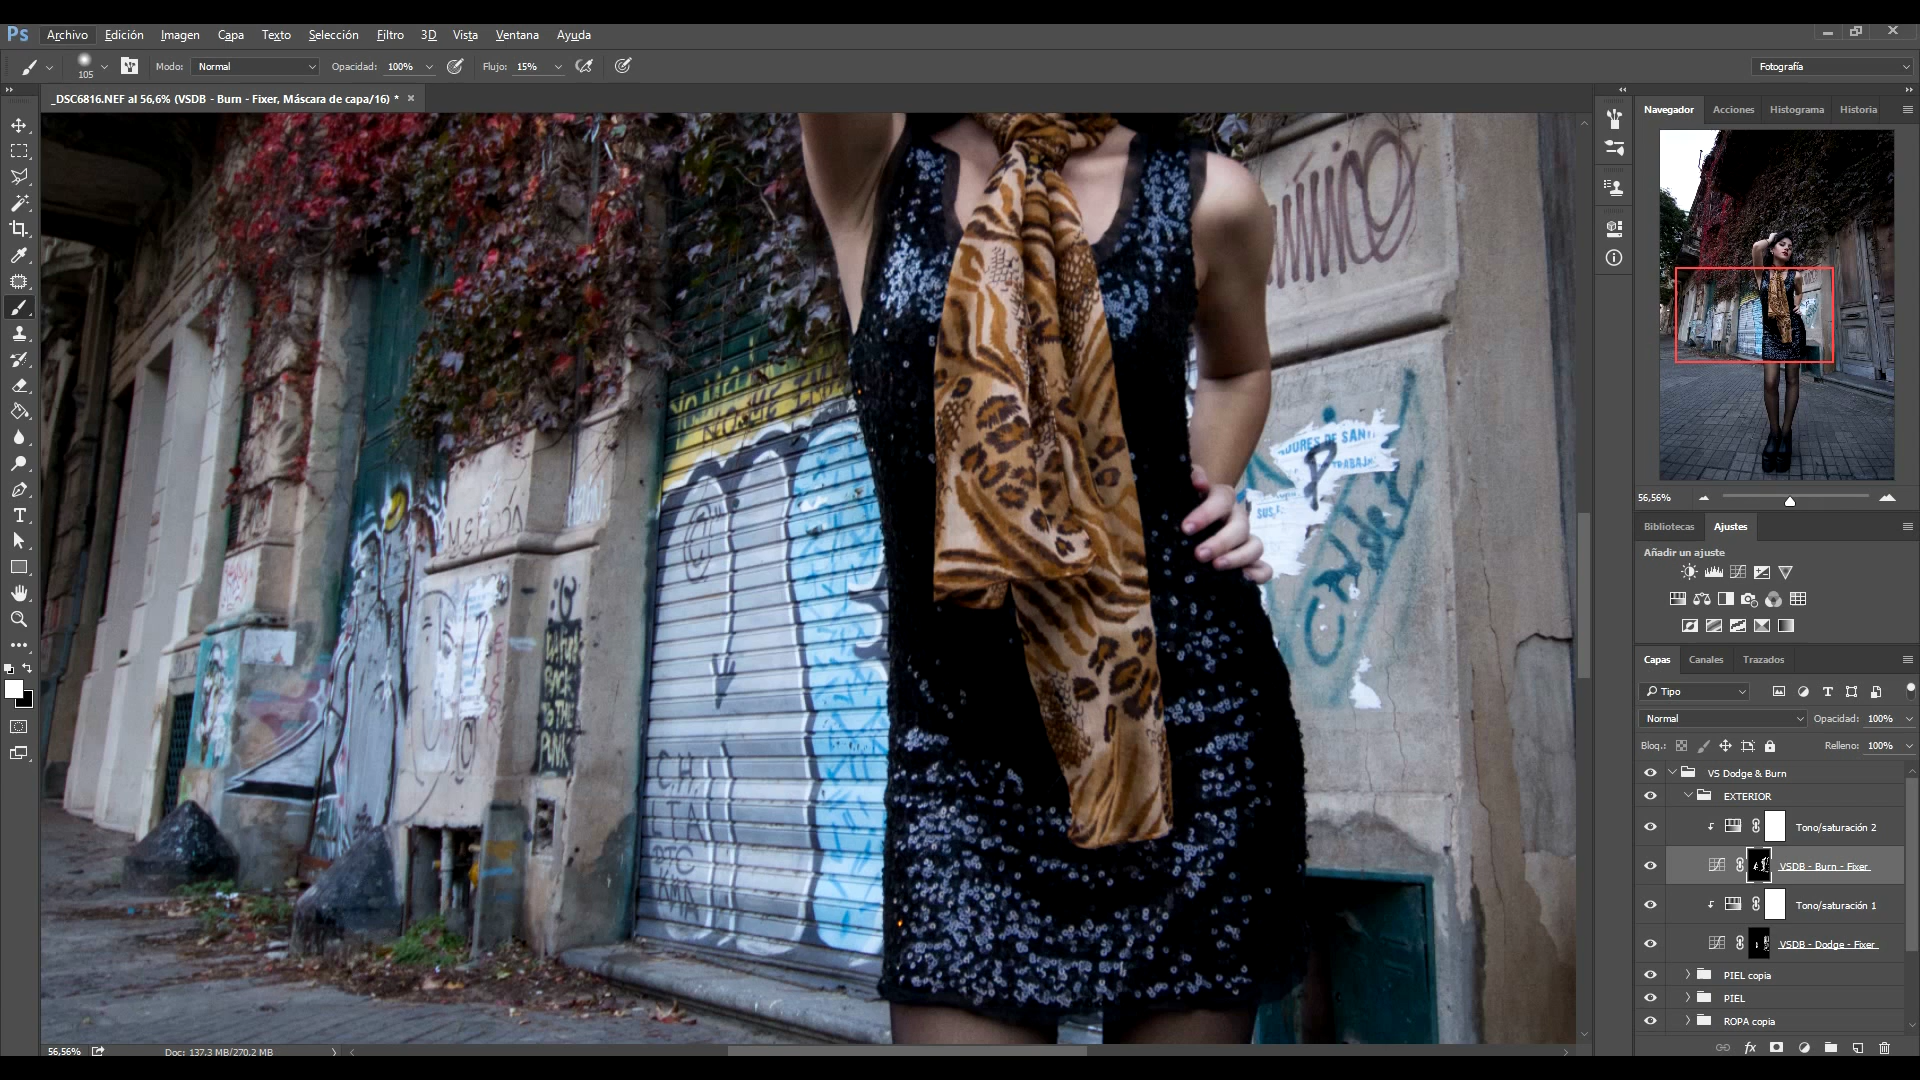 Ps Archivo Edición Imagen Capa Texto Selección Filtro 3D Vista Ventana Ayuda
105 Modo: Normal Opacidad: 100% Flujo: 15% Fotografía
_DSC6816.NEF al 56,6% (VSDB - Burn - Fixer, Máscara de capa/16) * ×
Navegador Acciones Histograma Historia
56,56%
Bibliotecas Ajustes
Añadir un ajuste
Capas Canales Trazados
Tipo
Normal Opacidad: 100%
Bloq.: Relleno: 100%
VS Dodge & Burn
EXTERIOR
Tono/saturación 2
VSDB - Burn - Fixer
Tono/saturación 1
VSDB - Dodge - Fixer
PIEL copia
PIEL
ROPA copia
56,56% Doc: 137,3 MB/270,2 MB
P
BACK
TO THE
PUNK